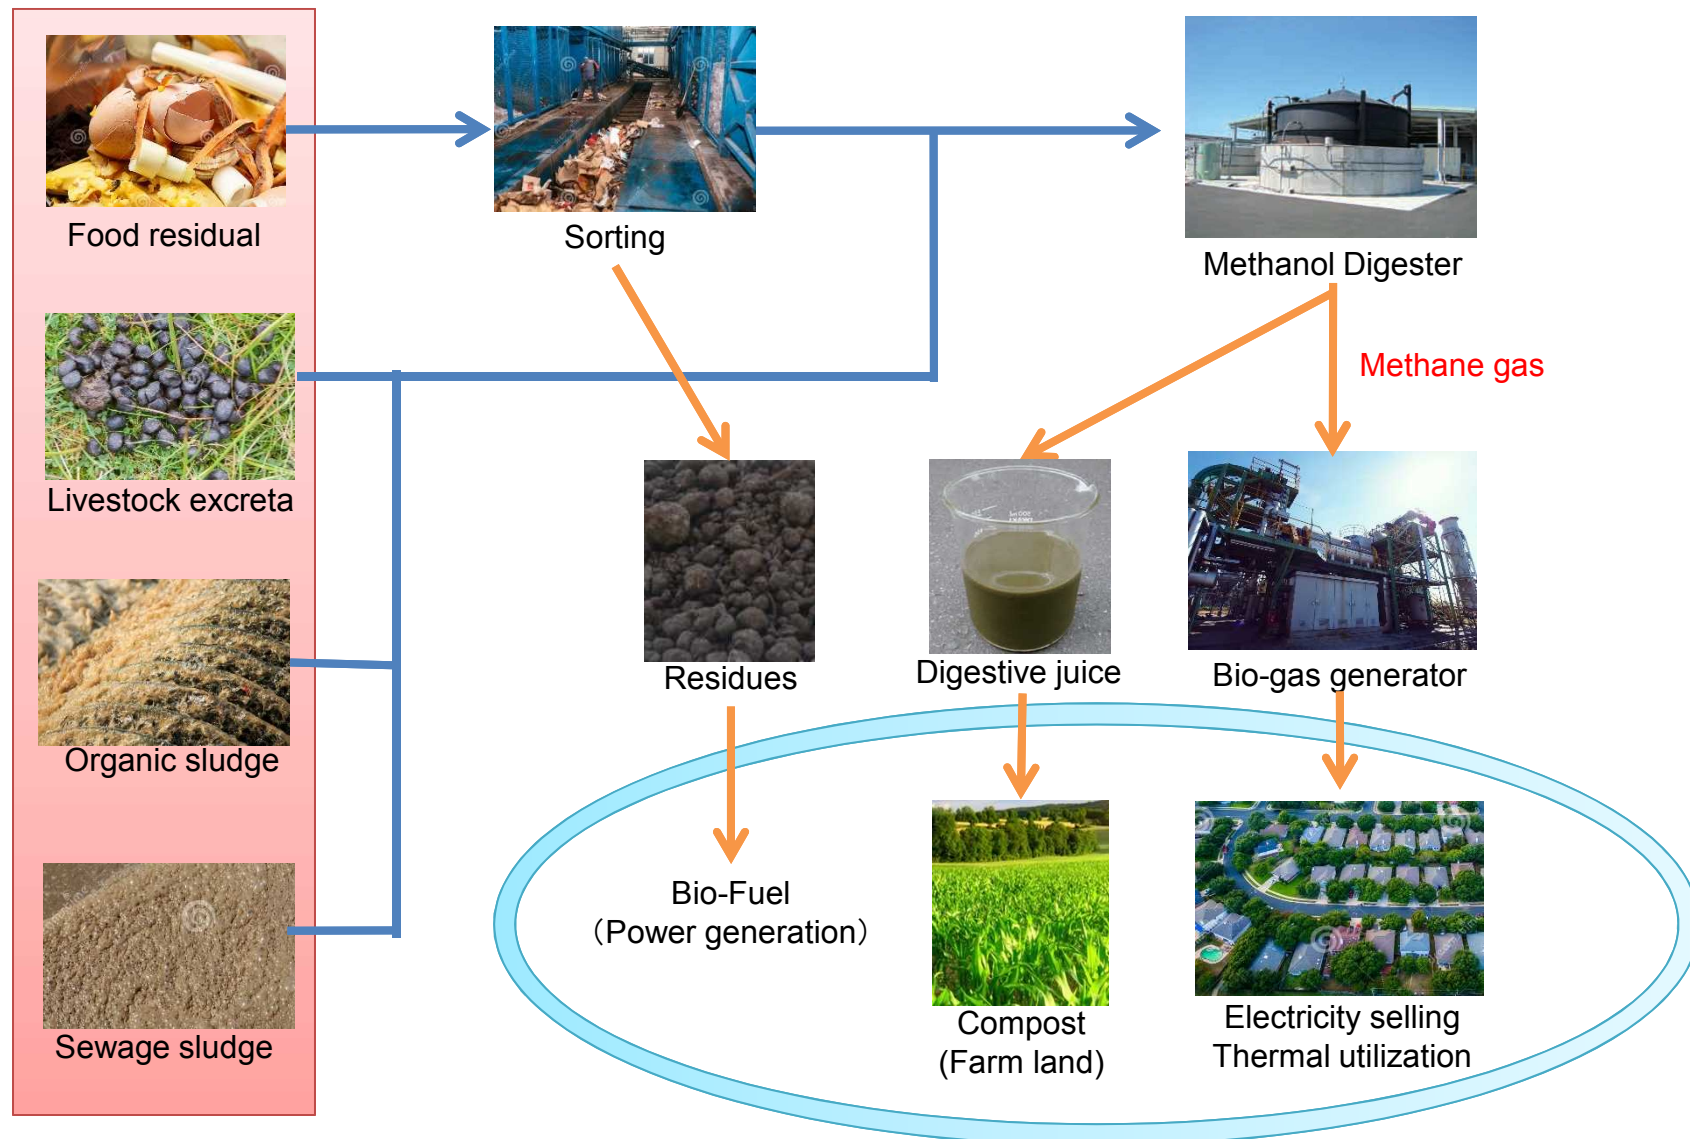 Food residual
Sorting
Methanol Digester
Methane gas
Livestock excreta
Organic sludge
Sewage sludge
Residues
Digestive juice
Bio-gas generator
Bio-Fuel
（Power generation）
Compost
(Farm land)
Electricity selling
Thermal utilization